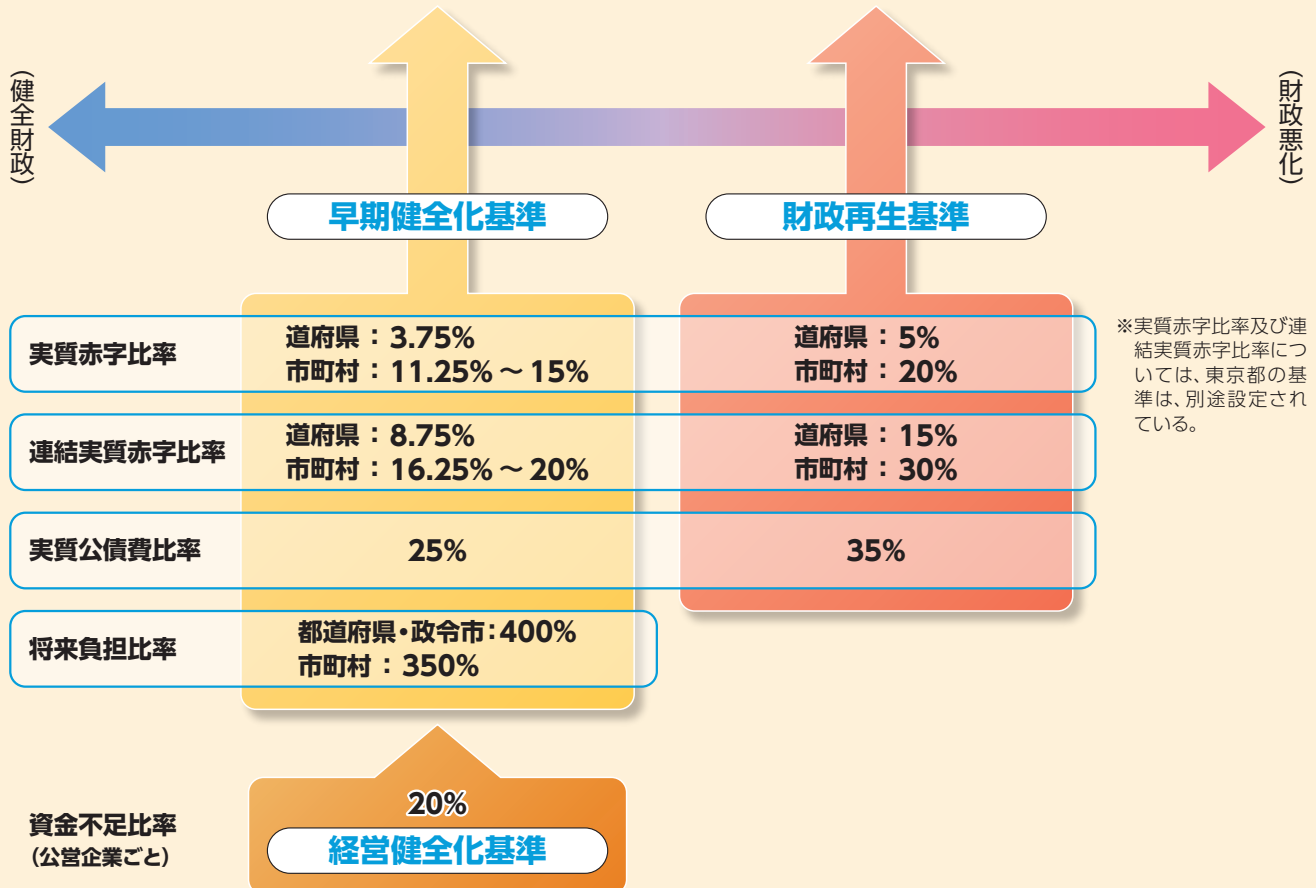 (健全財政)
(財政悪化)
早期健全化基準
財政再生基準
実質赤字比率
道府県：3.75%
市町村：11.25%～15%
道府県：5%
市町村：20%
※実質赤字比率及び連
結実質赤字比率につ
いては、東京都の基
準は、別途設定され
ている。
連結実質赤字比率
道府県：8.75%
市町村：16.25%～20%
道府県：15%
市町村：30%
実質公債費比率
25%
35%
将来負担比率
都道府県・政令市：400%
市町村：350%
資金不足比率
(公営企業ごと)
20%
経営健全化基準